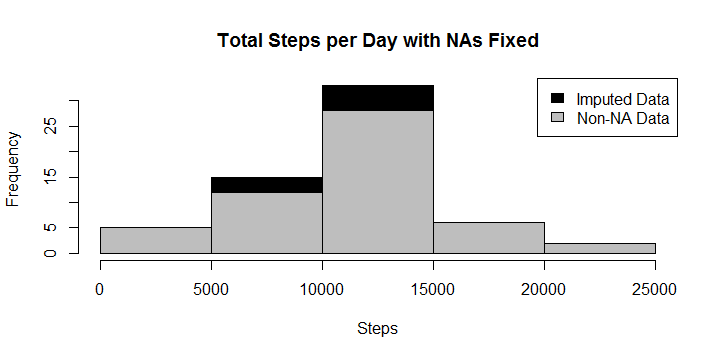 Total Steps per Day with NAs Fixed
Imputed Data
Non-NA Data
Frequency
25
15
5
0
0 5000 10000 15000 20000 25000
Steps